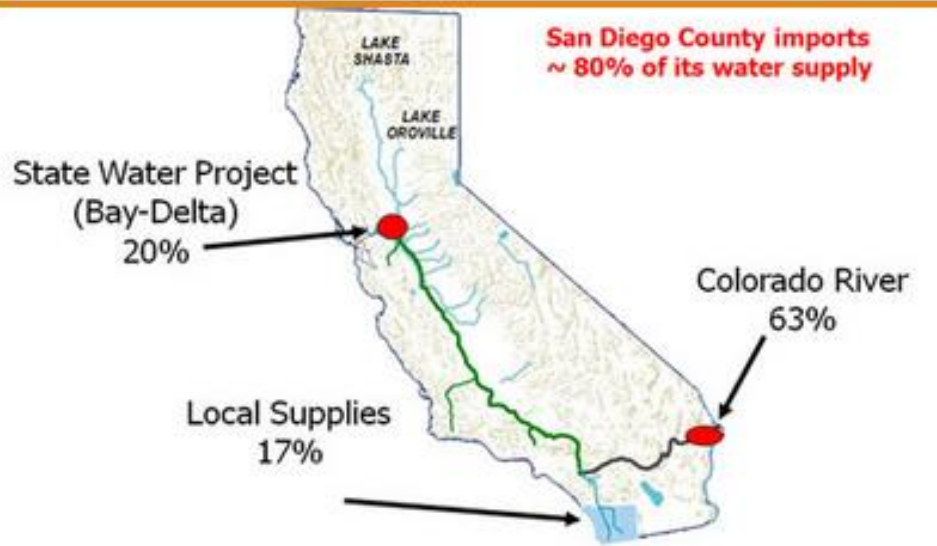 San Diego County imports
~ 80% of its water supply
LAKE
SHASTA
LAKE
OROVILLE
State Water Project
(Bay-Delta)
20%
Colorado River
63%
Local Supplies
17%